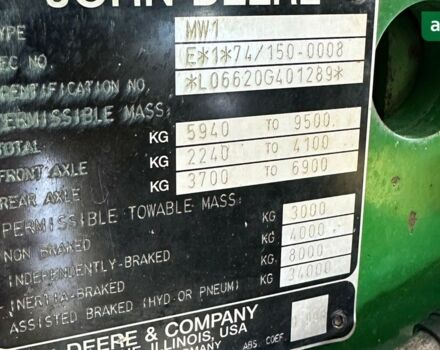 JOHN DEERE
TYPE MW1
EC NO. E*1*74/150-0008
IDENTIFICATION NO. *L06620G401289*
PERMISSIBLE MASS:
TOTAL KG 5940 TO 9500
FRONT AXLE KG 2240 TO 4100
REAR AXLE KG 3700 TO 6900
PERMISSIBLE TOWABLE MASS:
NON BRAKED KG 3000
INDEPENDENTLY-BRAKED KG 4000
INERTIA-BRAKED KG 8000
ASSISTED BRAKED (HYD.OR PNEUM) KG 34000
DEERE & COMPANY
ILLINOIS, USA
GERMANY ABS. COEF.
a